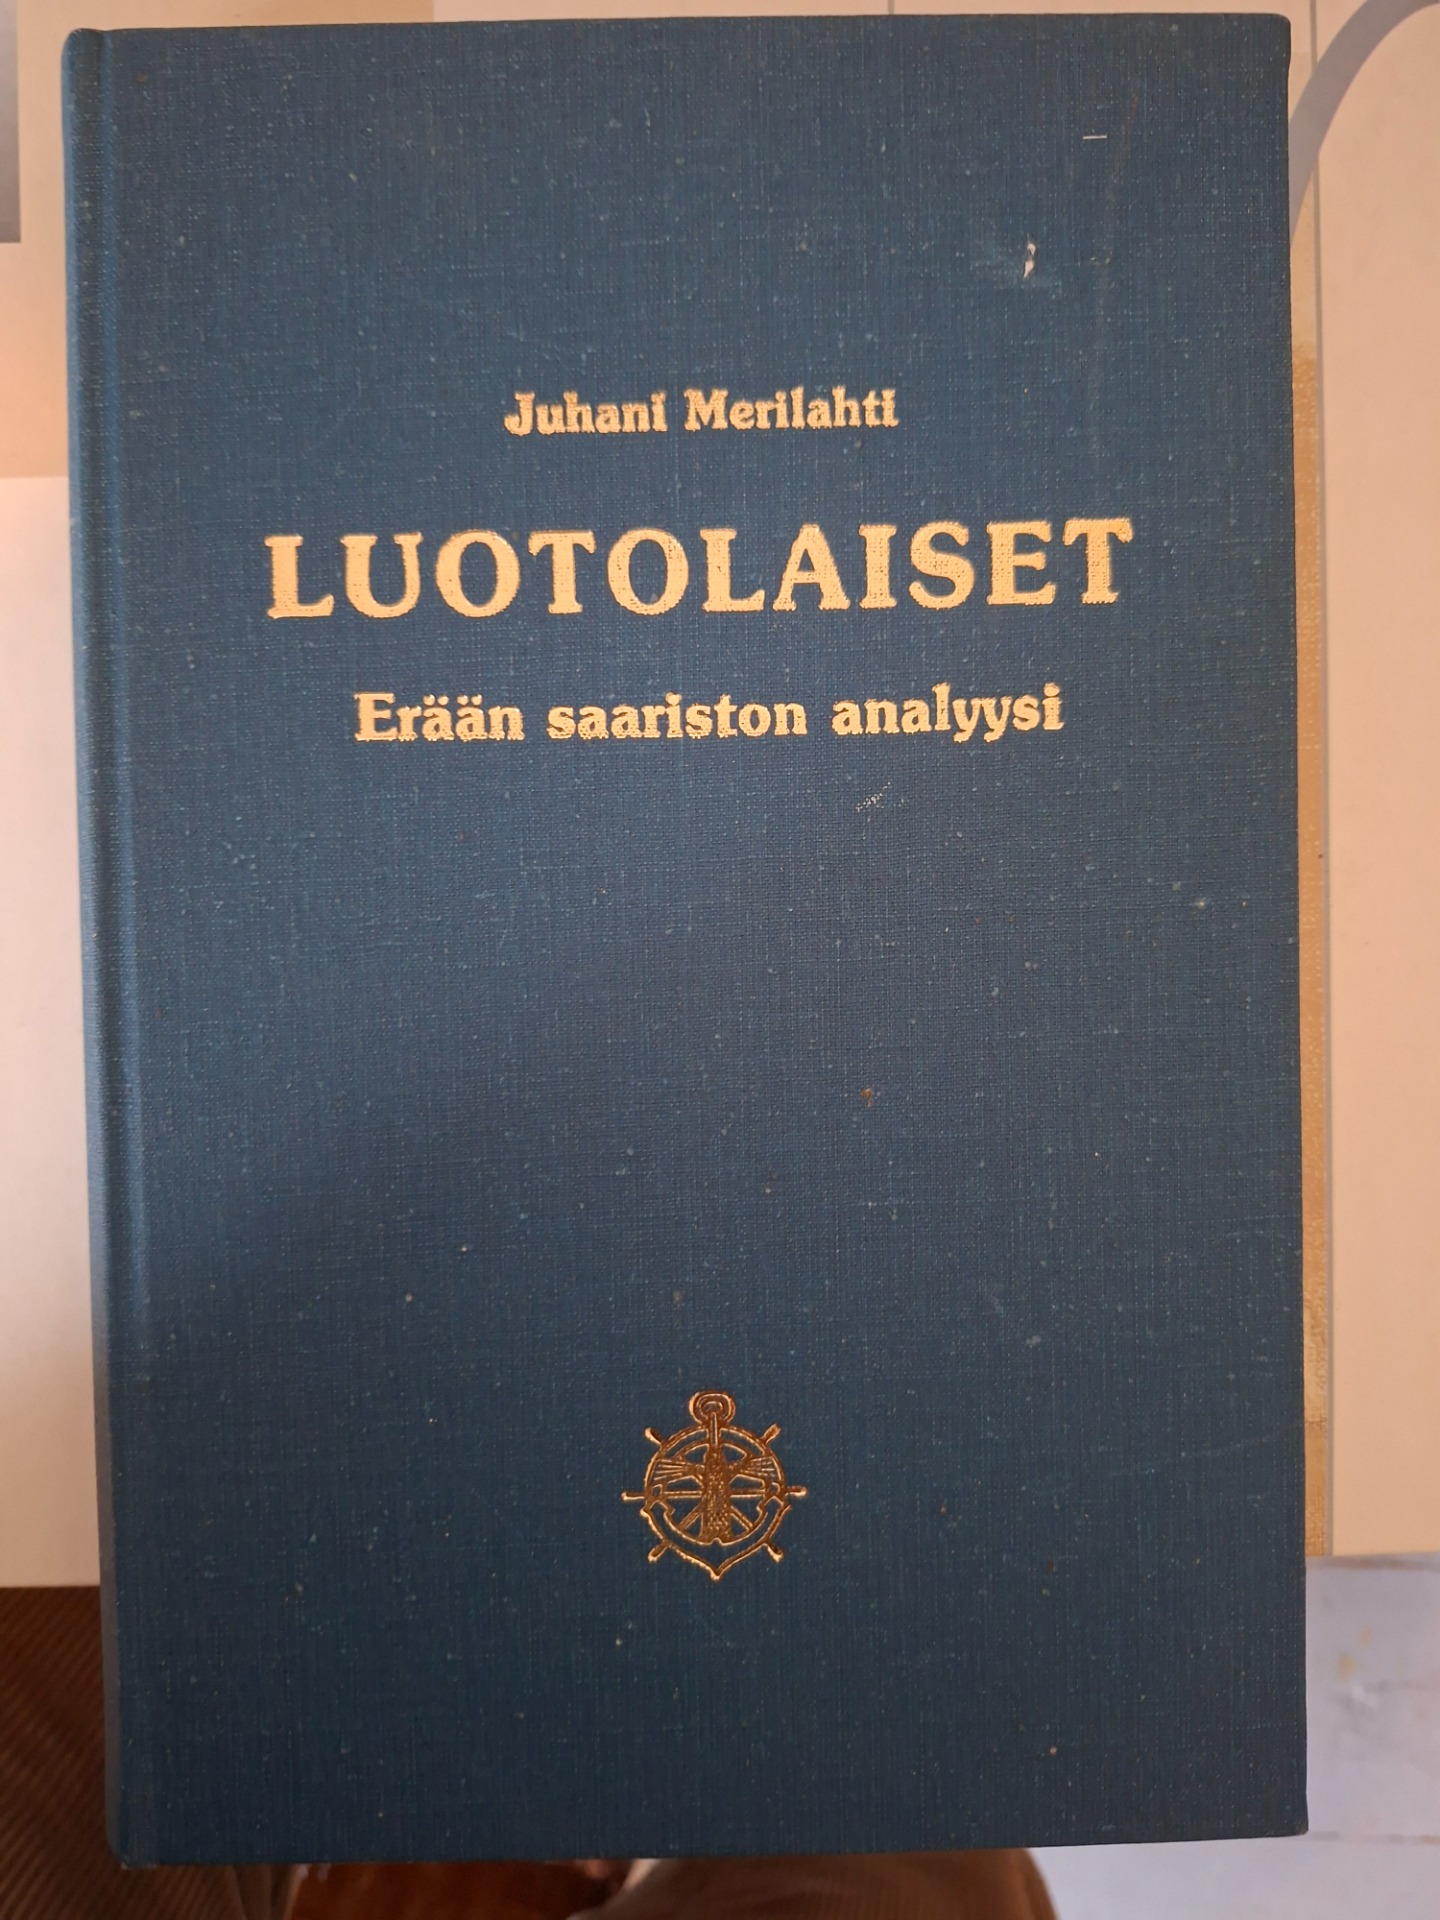 Juhani Merilahti
LUOTOLAISET
Erään saariston analyysi